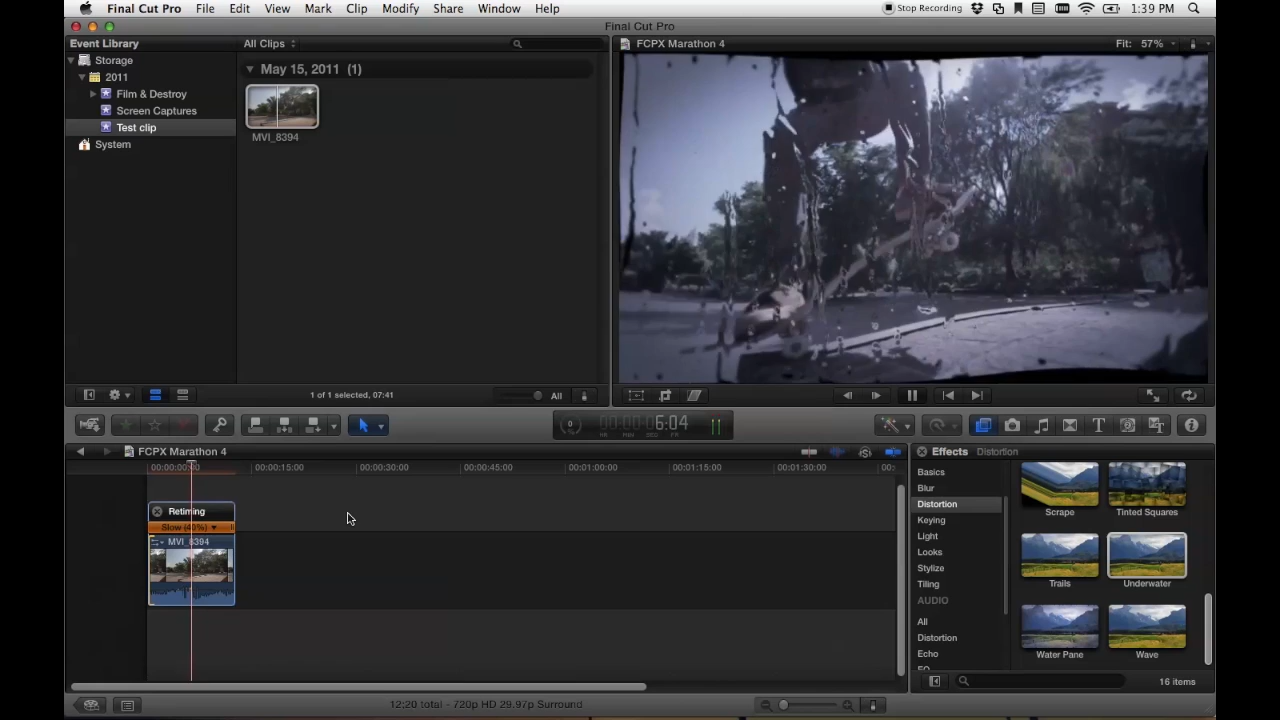 Final Cut Pro File Edit View Mark Clip Modify Share Window Help Stop Recording 1:39 PM
Final Cut Pro
Event Library All Clips FCPX Marathon 4 Fit: 57%
Storage
2011
Film & Destroy
Screen Captures
Test clip
System
May 15, 2011 (1)
MVI_8394
1 of 1 selected, 07:41 All
6:04
HR MIN SEC FR
FCPX Marathon 4
00:00:00:00 00:00:15:00 00:00:30:00 00:00:45:00 00:01:00:00 00:01:15:00 00:01:30:00
Retiming
Slow (40%)
MVI_8394
Effects Distortion
Basics
Blur
Distortion
Keying
Light
Looks
Stylize
Tiling
AUDIO
All
Distortion
Echo
EQ
Scrape Tinted Squares
Trails Underwater
Water Pane Wave
16 items
12:20 total - 720p HD 29.97p Surround